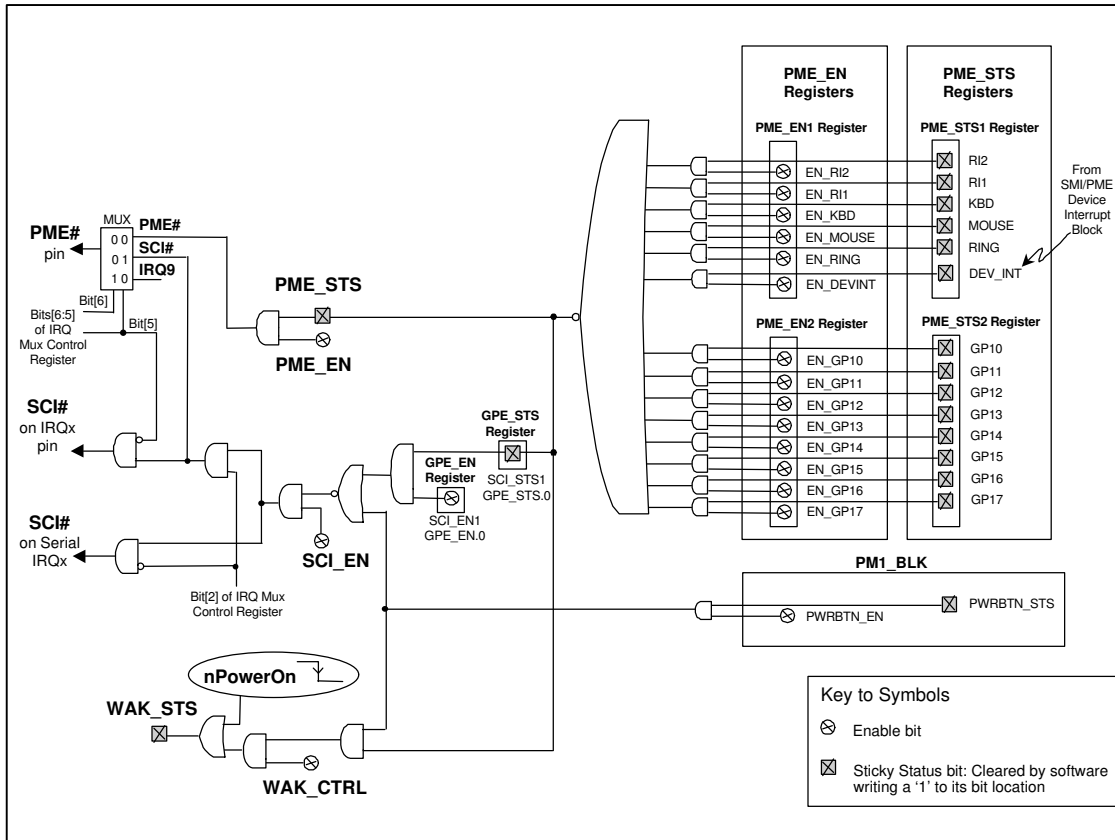 PME_EN
Registers
PME_STS
Registers
PME_EN1 Register
PME_STS1 Register
RI2
EN_RI2
RI1
EN_RI1
KBD
EN_KBD
MOUSE
EN_MOUSE
RING
EN_RING
DEV_INT
EN_DEVINT
From
SMI/PME
Device
Interrupt
Block
PME_EN2 Register
PME_STS2 Register
GP10
EN_GP10
GP11
EN_GP11
GP12
EN_GP12
GP13
EN_GP13
GP14
EN_GP14
GP15
EN_GP15
GP16
EN_GP16
GP17
EN_GP17
MUX
PME#
0 0
SCI#
0 1
IRQ9
1 0
PME#
pin
Bit[6]
Bits[6:5]
of IRQ
Mux Control
Register
Bit[5]
PME_STS
PME_EN
SCI#
on IRQx
pin
GPE_STS
Register
GPE_EN
Register
SCI_STS1
GPE_STS.0
SCI_EN1
GPE_EN.0
SCI_EN
SCI#
on Serial
IRQx
Bit[2] of IRQ Mux
Control Register
PM1_BLK
PWRBTN_STS
PWRBTN_EN
nPowerOn
WAK_STS
WAK_CTRL
Key to Symbols
Enable bit
Sticky Status bit: Cleared by software
writing a '1' to its bit location